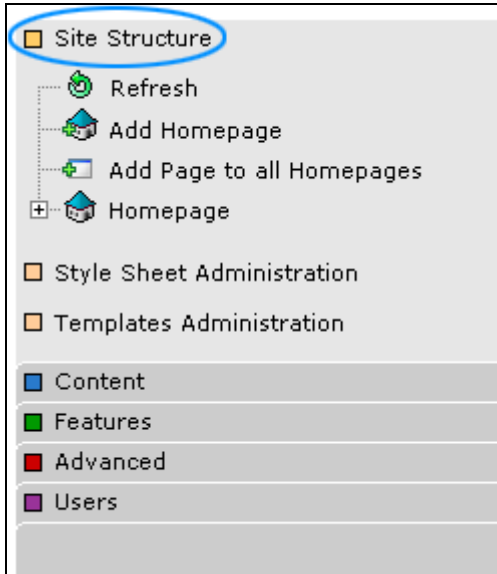 Site Structure
Refresh
Add Homepage
Add Page to all Homepages
Homepage
Style Sheet Administration
Templates Administration
Content
Features
Advanced
Users